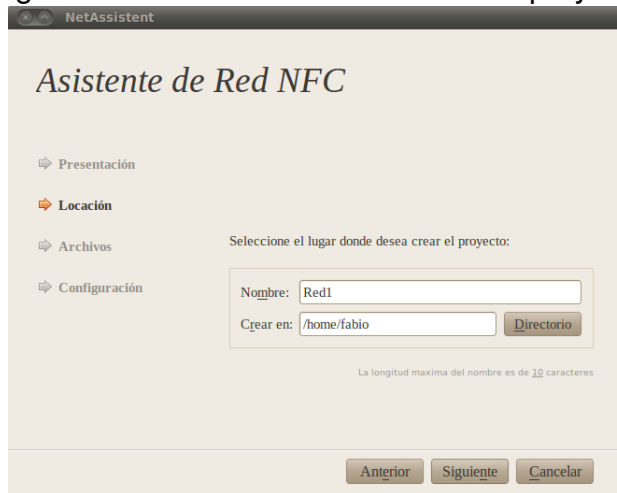 NetAssistent
Asistente de Red NFC
Presentación
Locación
Archivos
Configuración
Seleccione el lugar donde desea crear el proyecto:
Nombre: Red1
Crear en: /home/fabio Directorio
La longitud maxima del nombre es de 10 caracteres
Anterior Siguiente Cancelar